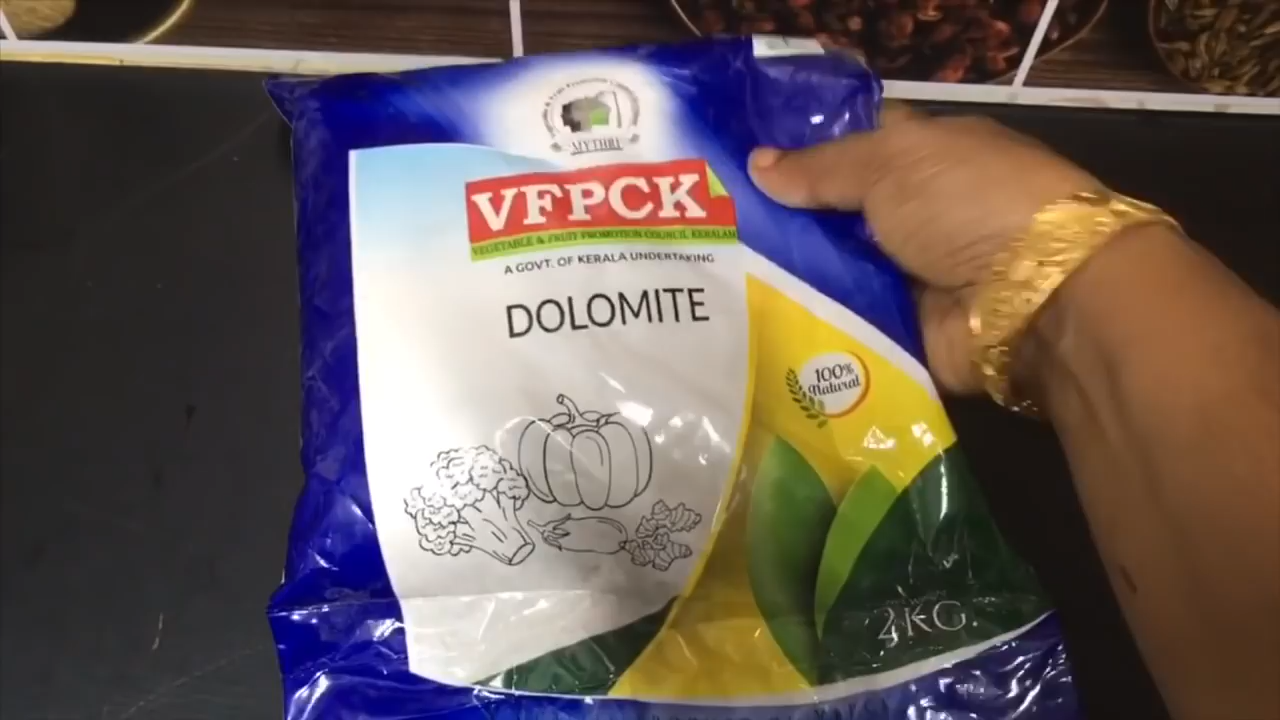 MYTHRI
VFPCK
VEGETABLE & FRUIT PROMOTION COUNCIL KERALAM
A GOVT. OF KERALA UNDERTAKING
DOLOMITE
100%
Natural
2KG.